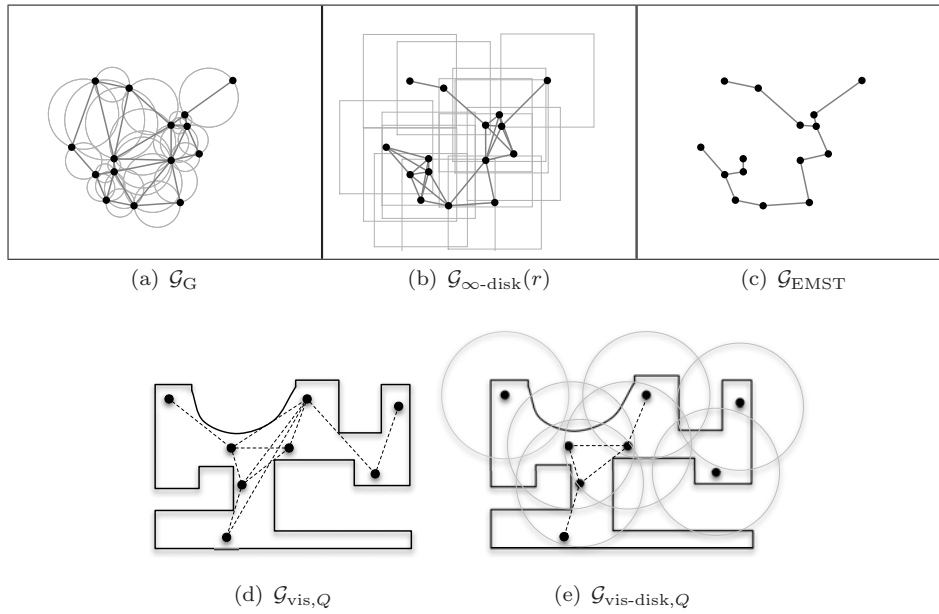 (a) 𝒢_G
(b) 𝒢_∞-disk(r)
(c) 𝒢_EMST
(d) 𝒢_vis,Q
(e) 𝒢_vis-disk,Q